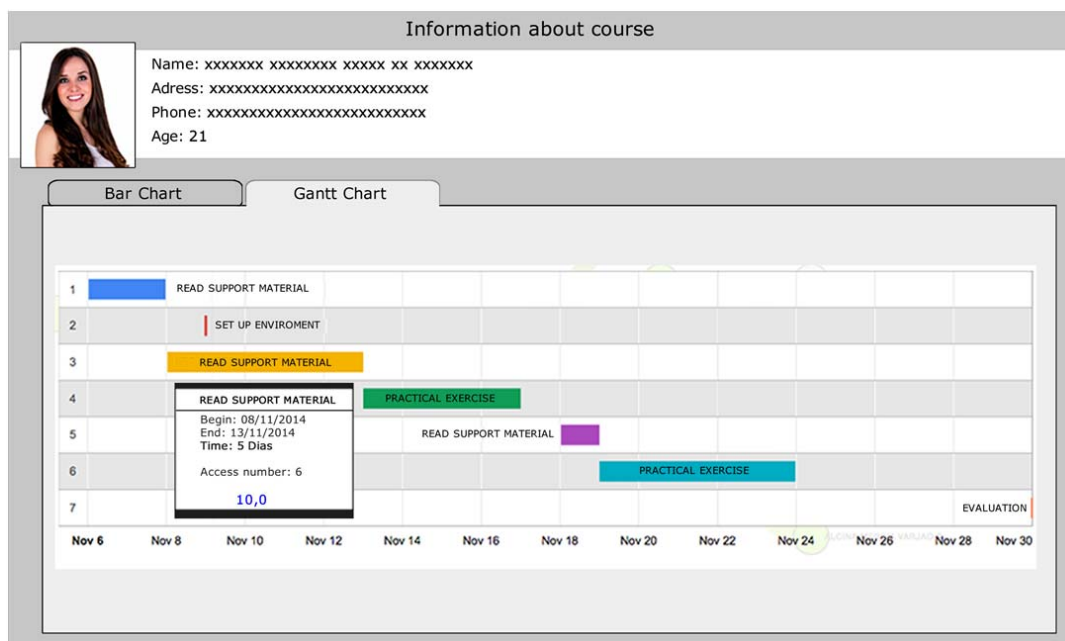 Information about course
Name: xxxxxxx xxxxxxxx xxxxx xx xxxxxxx
Adress: xxxxxxxxxxxxxxxxxxxxxxxxxx
Phone: xxxxxxxxxxxxxxxxxxxxxxxxxx
Age: 21
Bar Chart Gantt Chart
1 READ SUPPORT MATERIAL
2 SET UP ENVIROMENT
3 READ SUPPORT MATERIAL
4 PRACTICAL EXERCISE
5 READ SUPPORT MATERIAL
6 PRACTICAL EXERCISE
7 EVALUATION
READ SUPPORT MATERIAL
Begin: 08/11/2014
End: 13/11/2014
Time: 5 Dias
Access number: 6
10,0
Nov 6 Nov 8 Nov 10 Nov 12 Nov 14 Nov 16 Nov 18 Nov 20 Nov 22 Nov 24 Nov 26 Nov 28 Nov 30